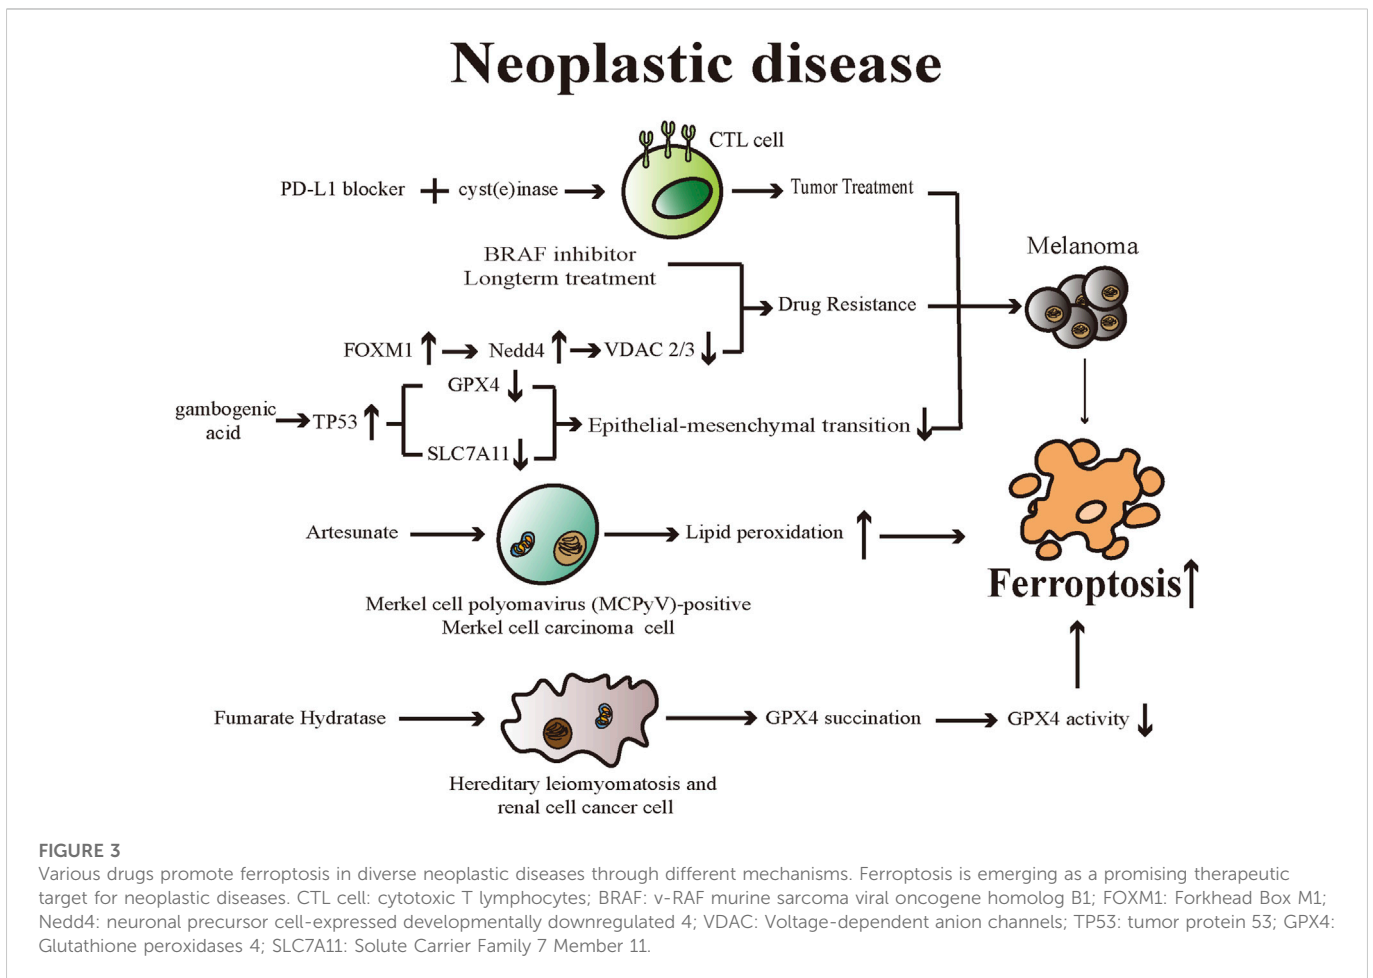 Neoplastic disease
CTL cell
PD-L1 blocker + cyst(e)inase
Tumor Treatment
BRAF inhibitor
Longterm treatment
Melanoma
Drug Resistance
FOXM1
Nedd4
VDAC 2/3
GPX4
gambogenic
acid
TP53
Epithelial-mesenchymal transition
SLC7A11
Artesunate
Lipid peroxidation
Ferroptosis
Merkel cell polyomavirus (MCPyV)-positive
Merkel cell carcinoma cell
Fumarate Hydratase
GPX4 succination
GPX4 activity
Hereditary leiomyomatosis and
renal cell cancer cell
FIGURE 3
Various drugs promote ferroptosis in diverse neoplastic diseases through different mechanisms. Ferroptosis is emerging as a promising therapeutic
target for neoplastic diseases. CTL cell: cytotoxic T lymphocytes; BRAF: v-RAF murine sarcoma viral oncogene homolog B1; FOXM1: Forkhead Box M1;
Nedd4: neuronal precursor cell-expressed developmentally downregulated 4; VDAC: Voltage-dependent anion channels; TP53: tumor protein 53; GPX4:
Glutathione peroxidases 4; SLC7A11: Solute Carrier Family 7 Member 11.